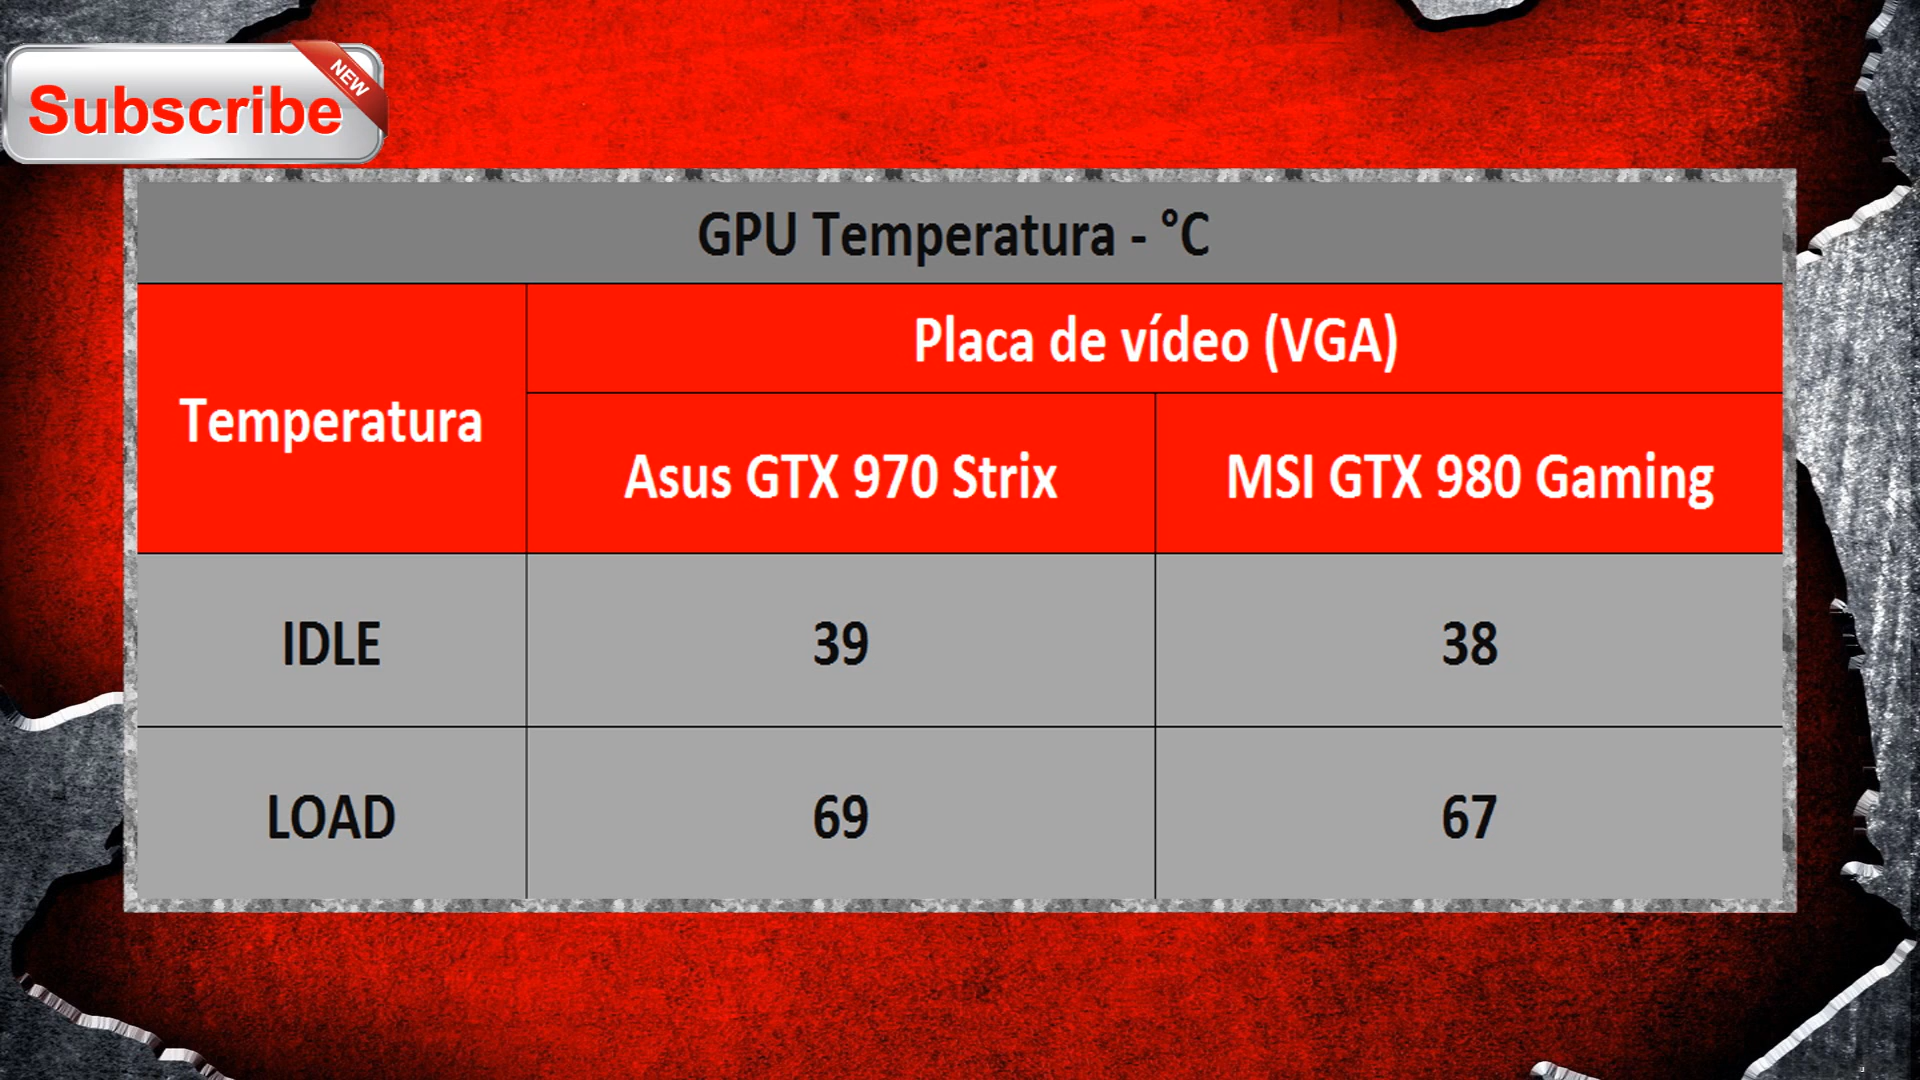 Subscribe
NEW
GPU Temperatura - °C
Temperatura
Placa de vídeo (VGA)
Asus GTX 970 Strix
MSI GTX 980 Gaming
IDLE
39
38
LOAD
69
67